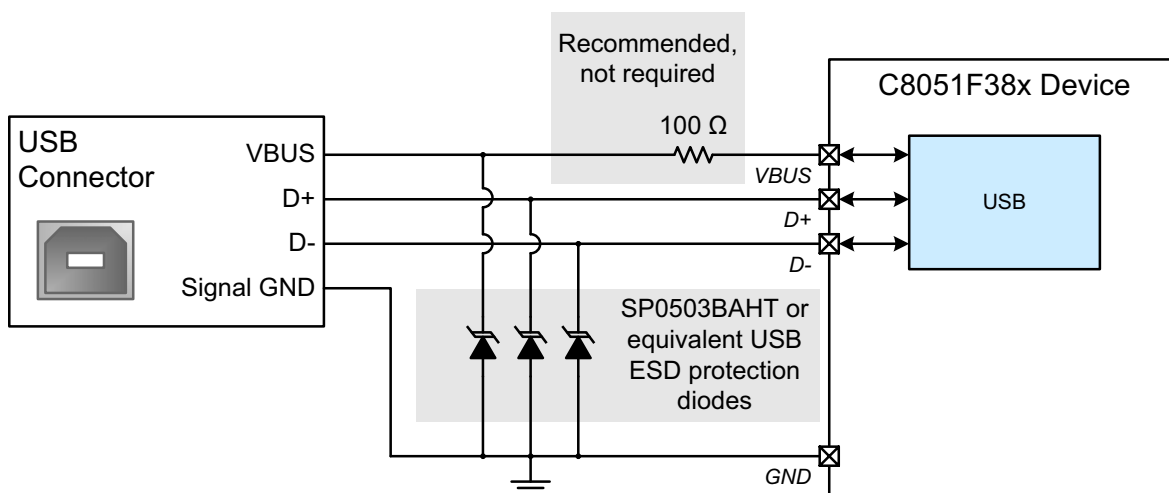 Recommended,
not required
100 Ω
C8051F38x Device
USB
Connector
VBUS
D+
D-
Signal GND
VBUS
D+
D-
USB
SP0503BAHT or
equivalent USB
ESD protection
diodes
GND